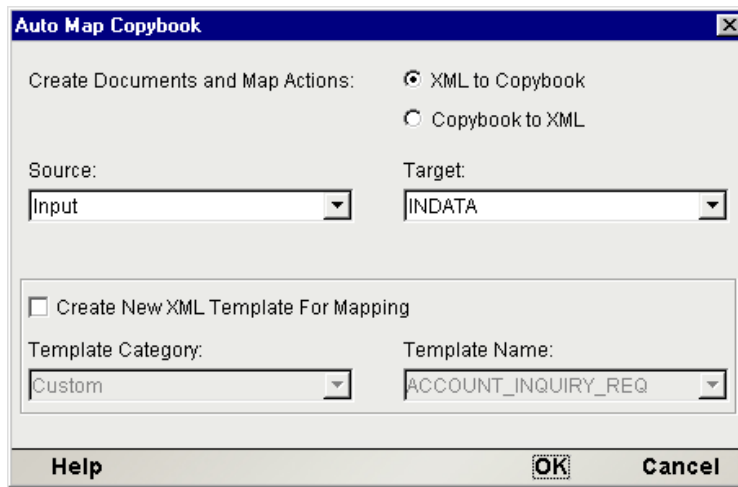 Auto Map Copybook
Create Documents and Map Actions: XML to Copybook
Copybook to XML
Source: Target:
Input INDATA
Create New XML Template For Mapping
Template Category: Template Name:
Custom ACCOUNT_INQUIRY_REQ
Help OK Cancel